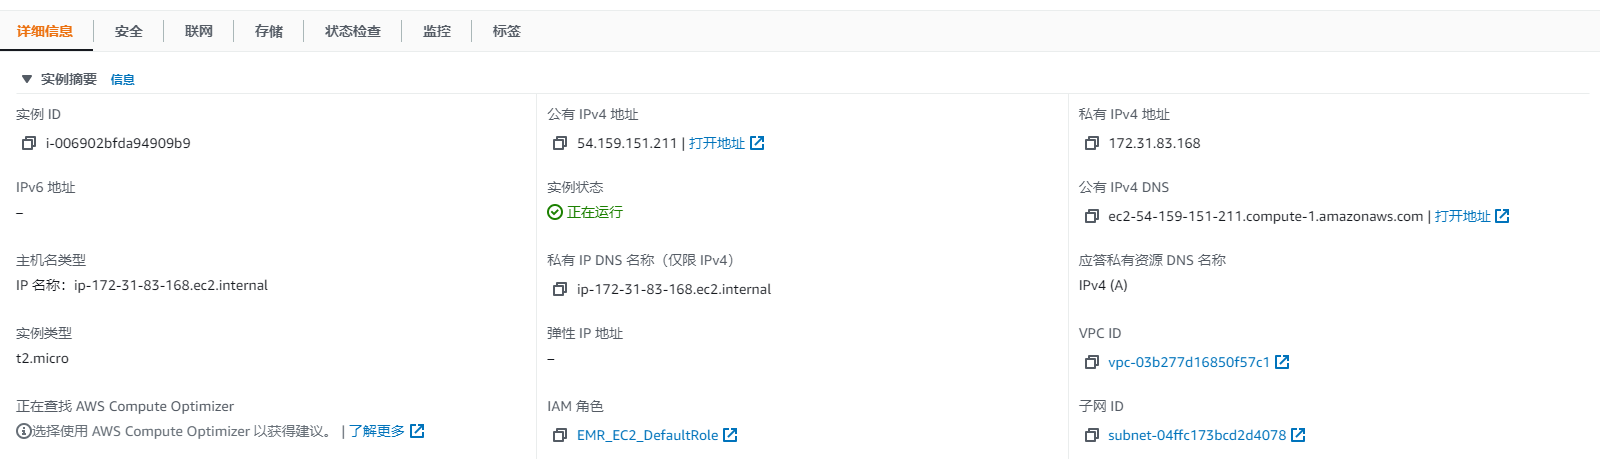 详细信息 安全 联网 存储 状态检查 监控 标签
实例摘要 信息
实例 ID
i-006902bfda94909b9
公有 IPv4 地址
54.159.151.211 | 打开地址
私有 IPv4 地址
172.31.83.168
IPv6 地址
–
实例状态
正在运行
公有 IPv4 DNS
ec2-54-159-151-211.compute-1.amazonaws.com | 打开地址
主机名类型
IP 名称：ip-172-31-83-168.ec2.internal
私有 IP DNS 名称（仅限 IPv4）
ip-172-31-83-168.ec2.internal
应答私有资源 DNS 名称
IPv4 (A)
实例类型
t2.micro
弹性 IP 地址
–
VPC ID
vpc-03b277d16850f57c1
正在查找 AWS Compute Optimizer
选择使用 AWS Compute Optimizer 以获得建议。 | 了解更多
IAM 角色
EMR_EC2_DefaultRole
子网 ID
subnet-04ffc173bcd2d4078